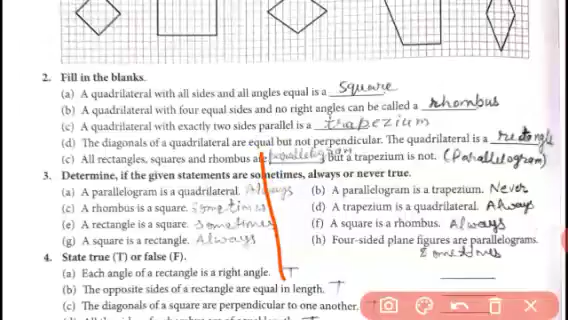 2. Fill in the blanks.
(a) A quadrilateral with all sides and all angles equal is a square
(b) A quadrilateral with four equal sides and no right angles can be called a rhombus
(c) A quadrilateral with exactly two sides parallel is a trapezium
(d) The diagonals of a quadrilateral are equal but not perpendicular. The quadrilateral is a rectangle
(e) All rectangles, squares and rhombus are parallelogram but a trapezium is not. (Parallelogram)
3. Determine, if the given statements are sometimes, always or never true.
(a) A parallelogram is a quadrilateral. Always (b) A parallelogram is a trapezium. Never
(c) A rhombus is a square. Sometimes (d) A trapezium is a quadrilateral. Always
(e) A rectangle is a square. Sometimes (f) A square is a rhombus. Always
(g) A square is a rectangle. Always (h) Four-sided plane figures are parallelograms.
Sometimes
4. State true (T) or false (F).
(a) Each angle of a rectangle is a right angle. T
(b) The opposite sides of a rectangle are equal in length. T
(c) The diagonals of a square are perpendicular to one another. T